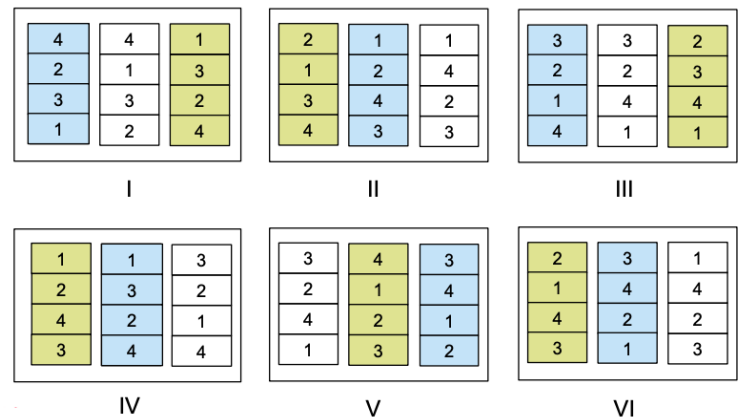 4 4 1 2 1 1 3 3 2
2 1 3 1 2 4 2 2 3
3 3 2 3 4 2 1 4 4
1 2 4 4 3 3 4 1 1
I II III
1 1 3 3 4 3 2 3 1
2 3 2 2 1 4 1 4 4
4 2 1 4 2 1 4 2 2
3 4 4 1 3 2 3 1 3
IV V VI